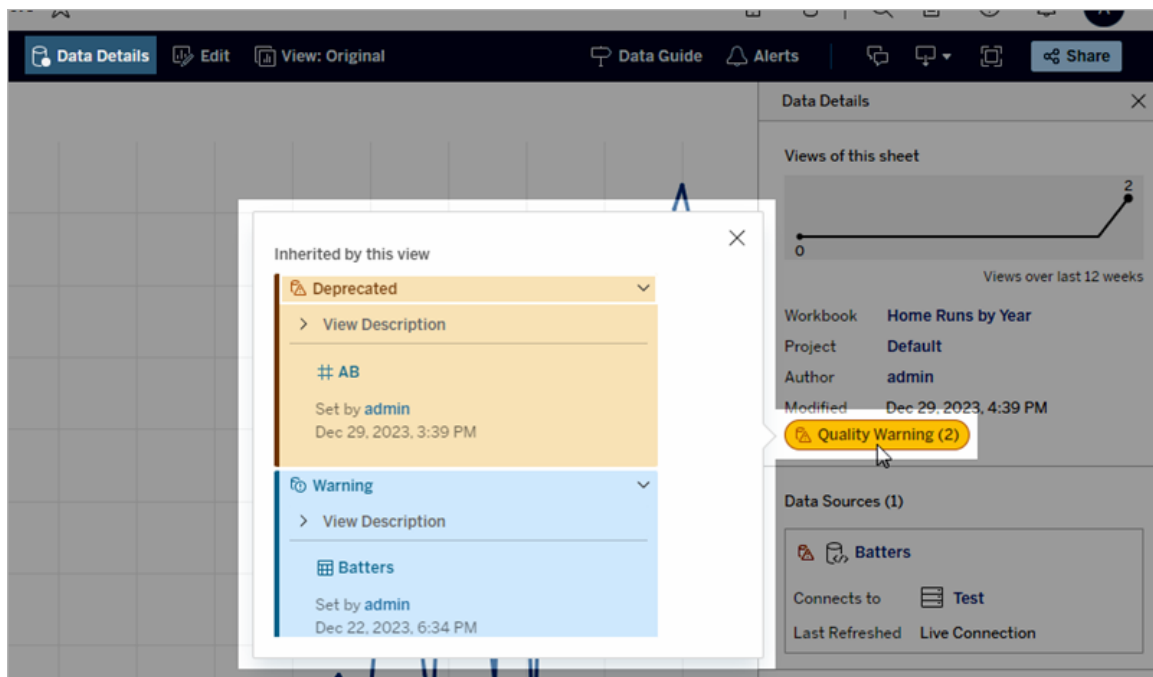 Data Details
Edit
View: Original
Data Guide
Alerts
Share
Data Details
Views of this sheet
2
0
Views over last 12 weeks
Workbook Home Runs by Year
Project Default
Author admin
Modified Dec 29, 2023, 4:39 PM
Quality Warning (2)
Data Sources (1)
Batters
Connects to Test
Last Refreshed Live Connection
Inherited by this view
Deprecated
View Description
AB
Set by admin
Dec 29, 2023, 3:39 PM
Warning
View Description
Batters
Set by admin
Dec 22, 2023, 6:34 PM